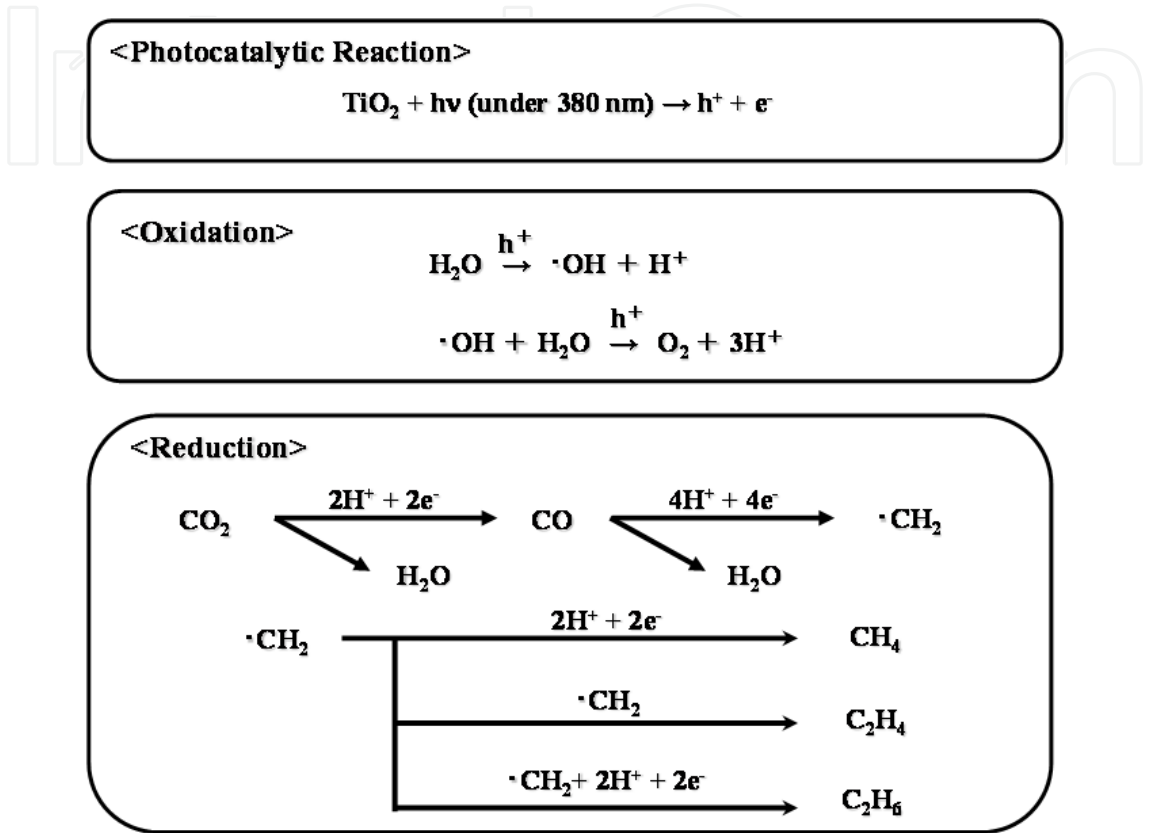 <Photocatalytic Reaction>
TiO₂ + hν (under 380 nm) → h⁺ + e⁻
<Oxidation>
h⁺
H₂O → ·OH + H⁺
h⁺
·OH + H₂O → O₂ + 3H⁺
<Reduction>
2H⁺ + 2e⁻ 4H⁺ + 4e⁻
CO₂ CO ·CH₂
H₂O H₂O
2H⁺ + 2e⁻
·CH₂ CH₄
·CH₂
C₂H₄
·CH₂+ 2H⁺ + 2e⁻
C₂H₆